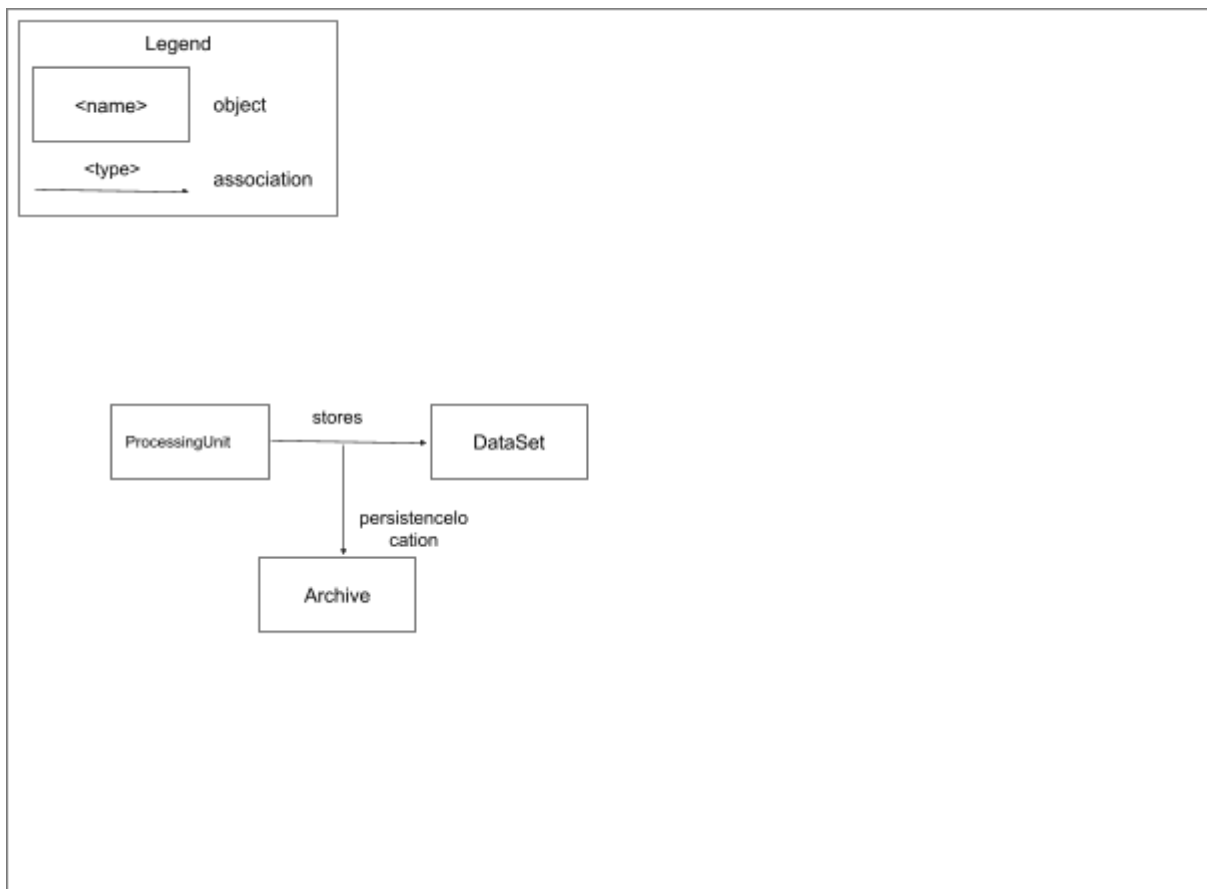 Legend
<name>
object
<type>
association
stores
ProcessingUnit
DataSet
persistencelo
cation
Archive